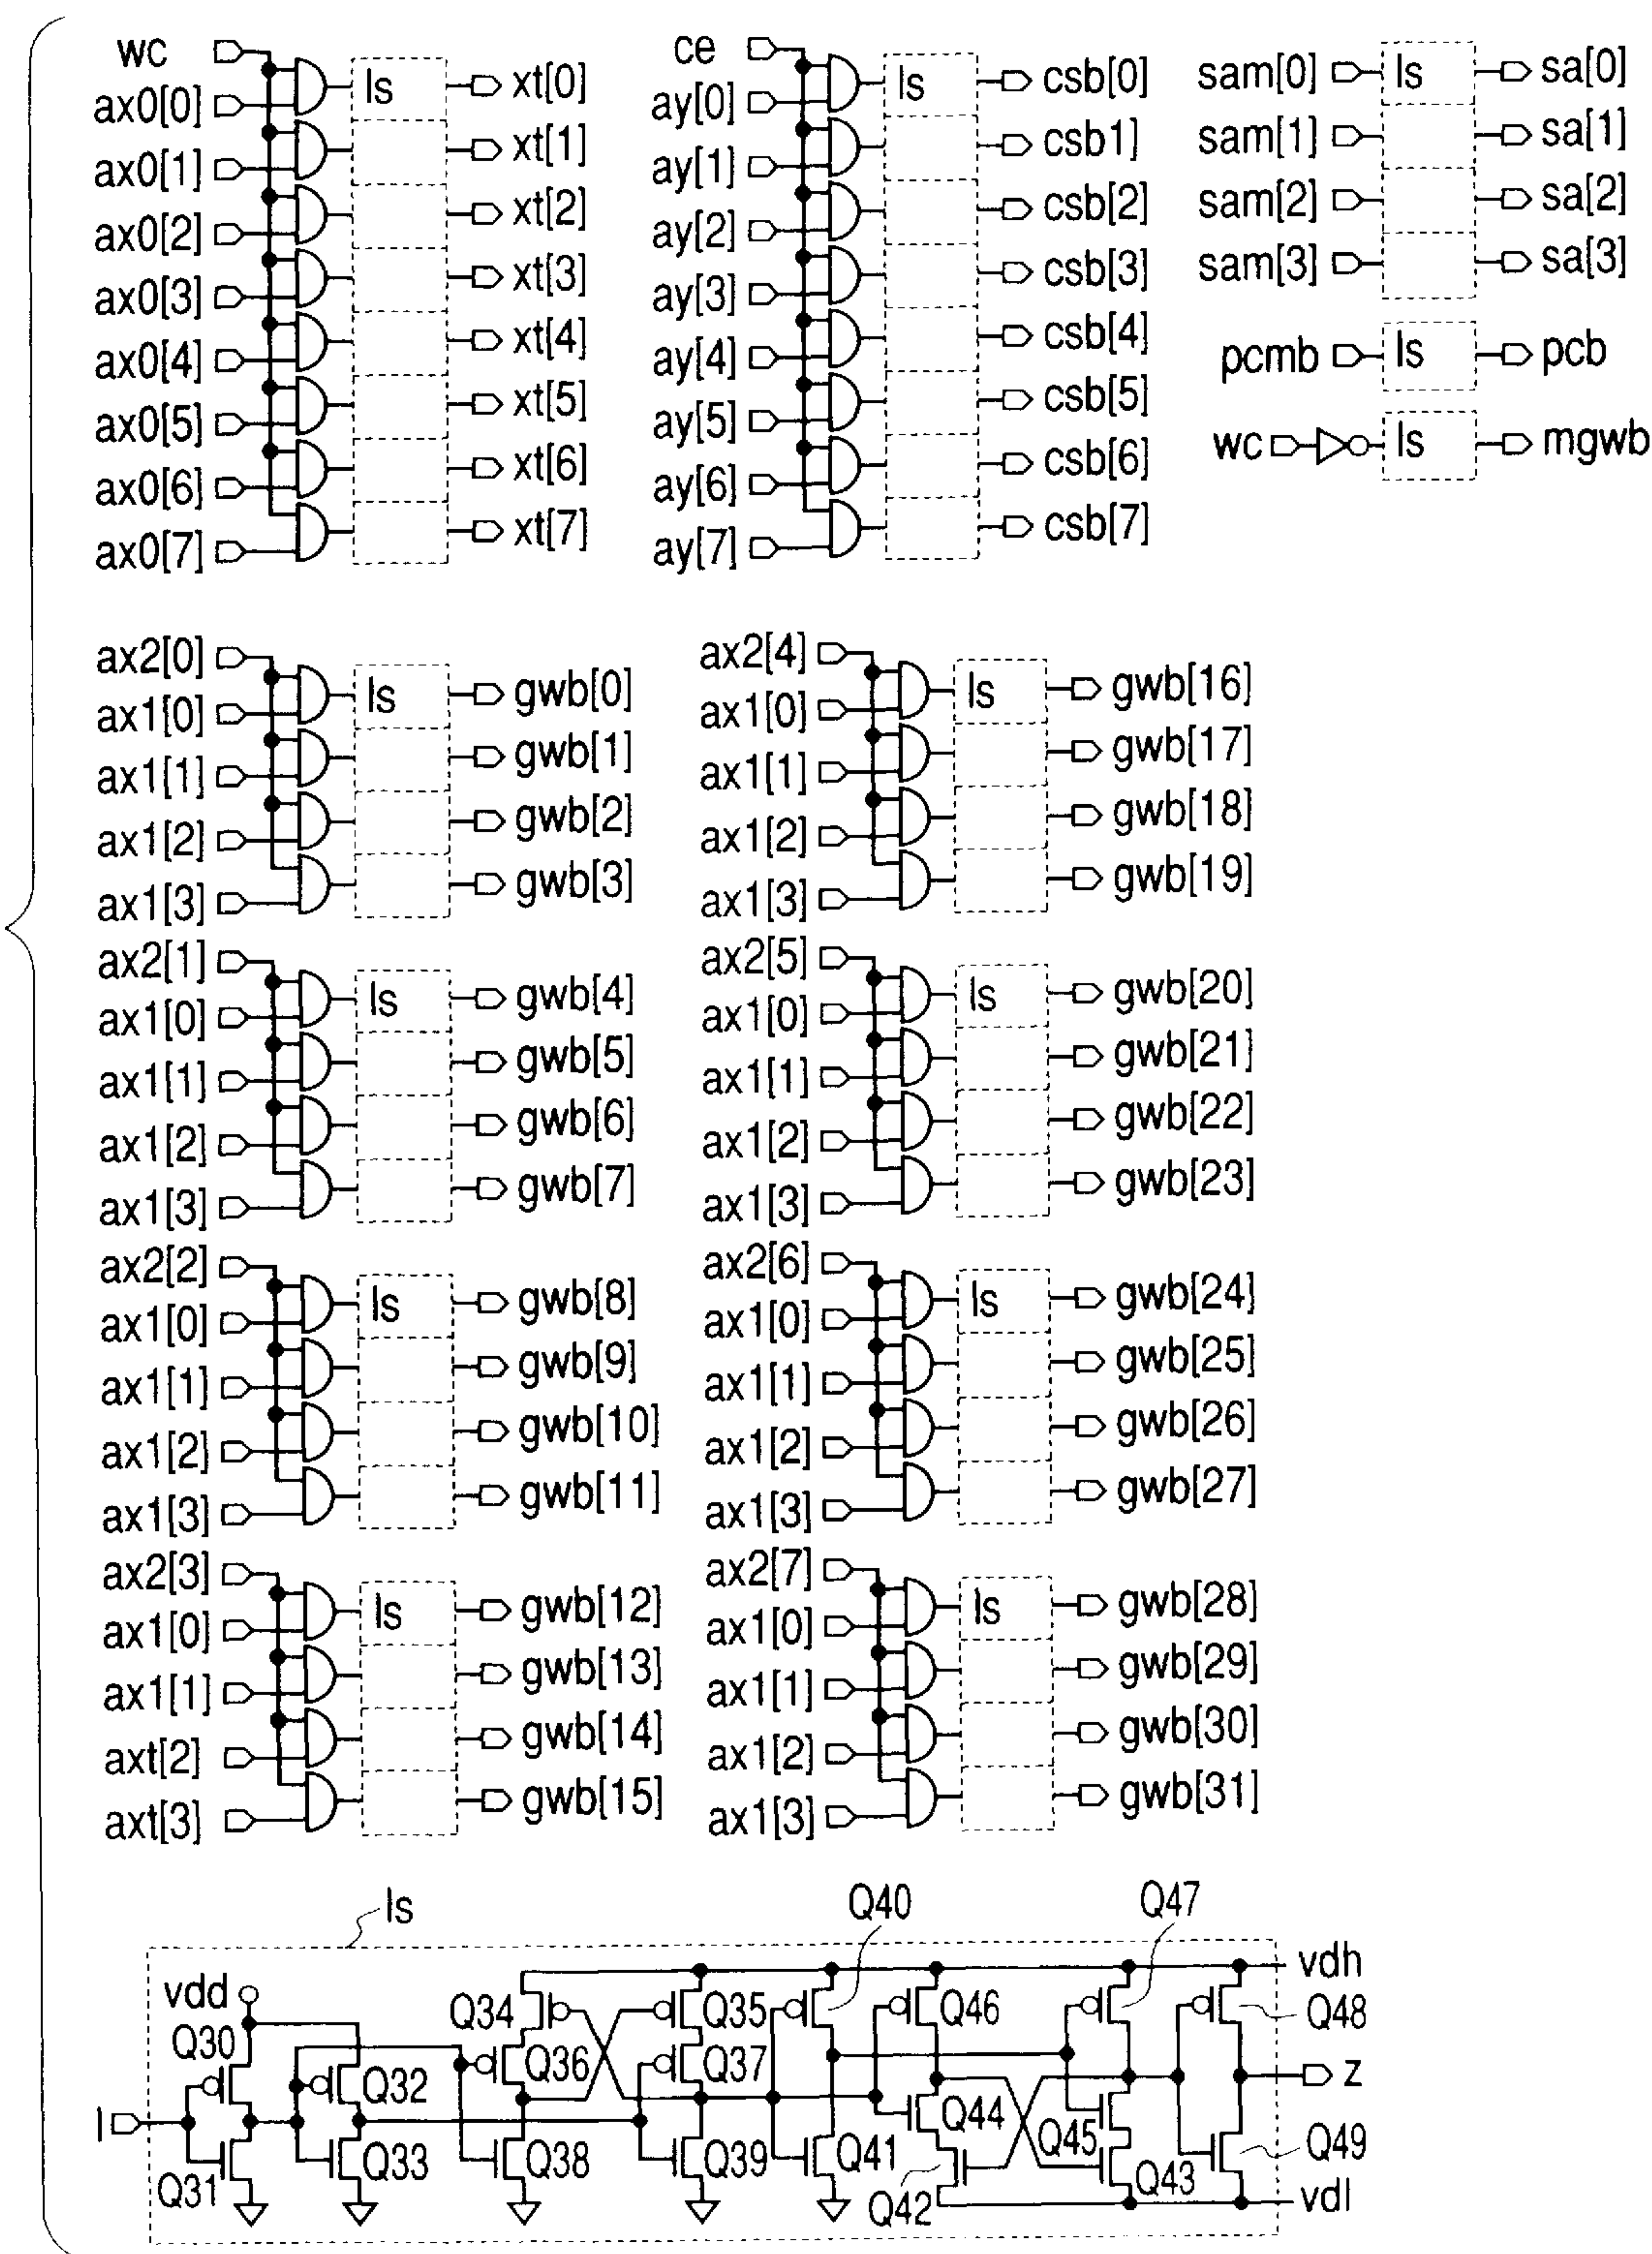 wc
ax0[0] ls xt[0]
ax0[1] xt[1]
ax0[2] xt[2]
ax0[3] xt[3]
ax0[4] xt[4]
ax0[5] xt[5]
ax0[6] xt[6]
ax0[7] xt[7]
ce
ay[0] ls csb[0]
ay[1] csb1]
ay[2] csb[2]
ay[3] csb[3]
ay[4] csb[4]
ay[5] csb[5]
ay[6] csb[6]
ay[7] csb[7]
sam[0] ls sa[0]
sam[1] sa[1]
sam[2] sa[2]
sam[3] sa[3]
pcmb ls pcb
wc ls mgwb
ax2[0]
ax1[0] ls gwb[0]
ax1[1] gwb[1]
ax1[2] gwb[2]
ax1[3] gwb[3]
ax2[1]
ax1[0] ls gwb[4]
ax1[1] gwb[5]
ax1[2] gwb[6]
ax1[3] gwb[7]
ax2[2]
ax1[0] ls gwb[8]
ax1[1] gwb[9]
ax1[2] gwb[10]
ax1[3] gwb[11]
ax2[3]
ax1[0] ls gwb[12]
ax1[1] gwb[13]
axt[2] gwb[14]
axt[3] gwb[15]
ax2[4]
ax1[0] ls gwb[16]
ax1[1] gwb[17]
ax1[2] gwb[18]
ax1[3] gwb[19]
ax2[5]
ax1[0] ls gwb[20]
ax1[1] gwb[21]
ax1[2] gwb[22]
ax1[3] gwb[23]
ax2[6]
ax1[0] ls gwb[24]
ax1[1] gwb[25]
ax1[2] gwb[26]
ax1[3] gwb[27]
ax2[7]
ax1[0] ls gwb[28]
ax1[1] gwb[29]
ax1[2] gwb[30]
ax1[3] gwb[31]
ls Q40 Q47
vdh
vdd Q34 Q35 Q46 Q48
Q30 Q36 Q37
Q32 z
I Q44
Q31 Q33 Q38 Q39 Q41 Q45 Q49
Q42 Q43 vdl